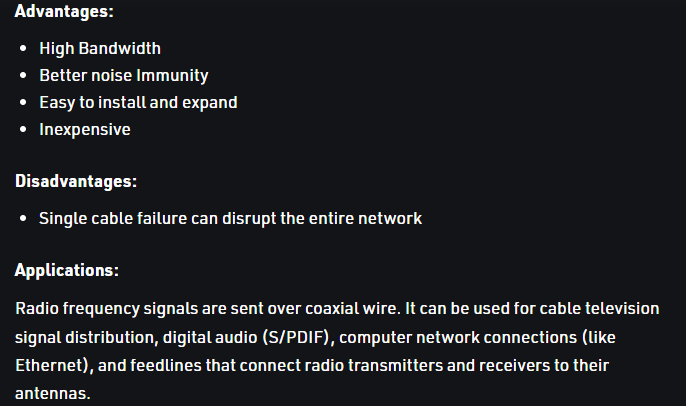 Advantages:
• High Bandwidth
• Better noise Immunity
• Easy to install and expand
• Inexpensive
Disadvantages:
• Single cable failure can disrupt the entire network
Applications:
Radio frequency signals are sent over coaxial wire. It can be used for cable television
signal distribution, digital audio (S/PDIF), computer network connections (like
Ethernet), and feedlines that connect radio transmitters and receivers to their
antennas.